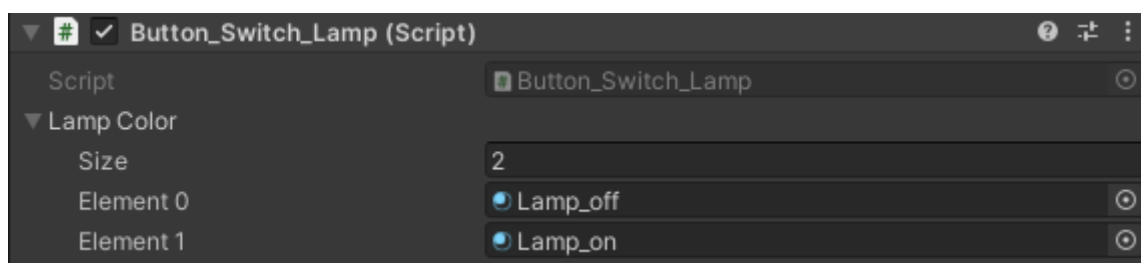 # Button_Switch_Lamp (Script)
Script # Button_Switch_Lamp
Lamp Color
Size 2
Element 0 Lamp_off
Element 1 Lamp_on